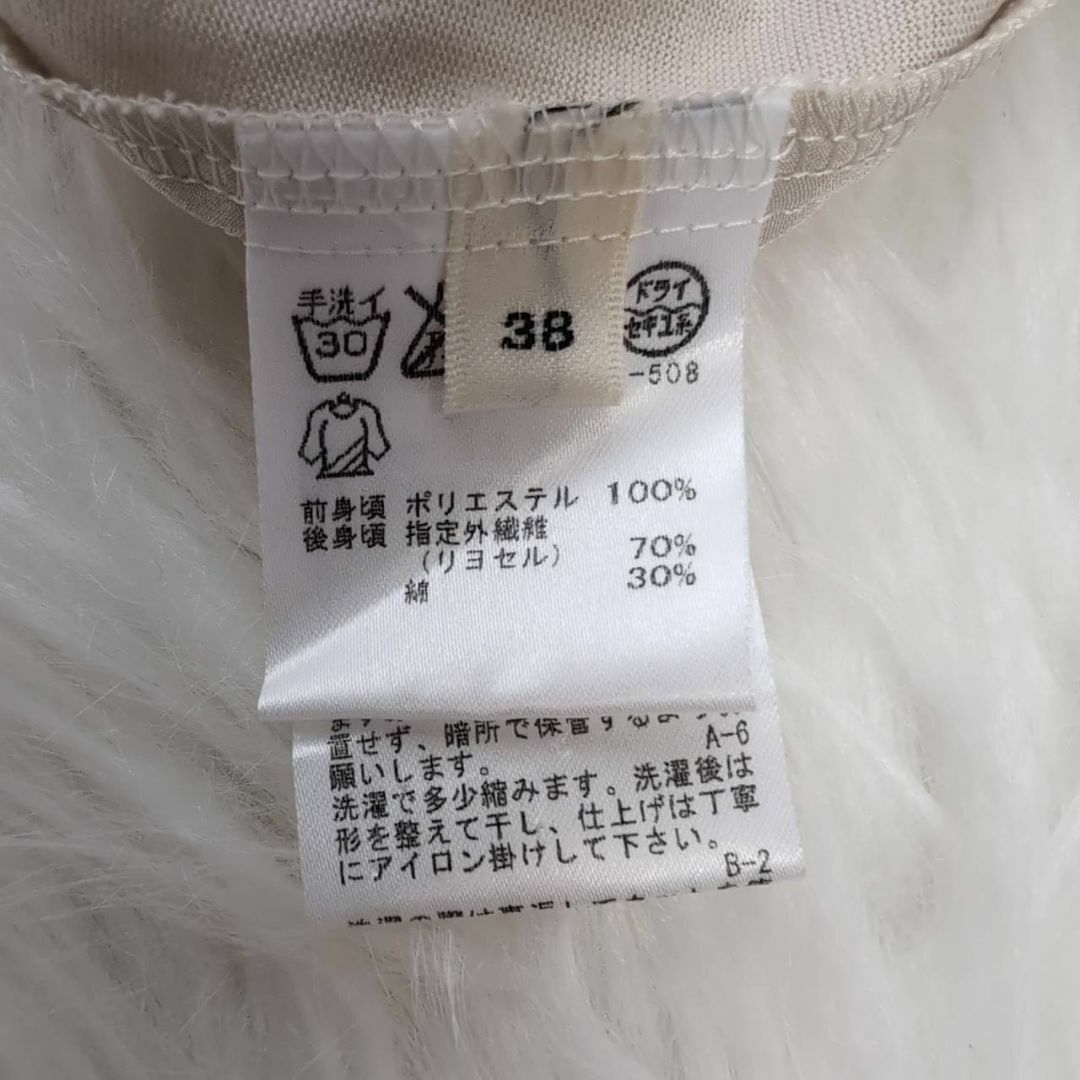 手洗イ
30
38
ドライ
セキユ系
-508
前身頃 ポリエステル 100%
後身頃 指定外繊維
(リヨセル) 70%
綿 30%
置せず、暗所で保管するよう
A-6
願いします。
洗濯で多少縮みます。洗濯後は
形を整えて干し、仕上げは丁寧
にアイロン掛けして下さい。
B-2